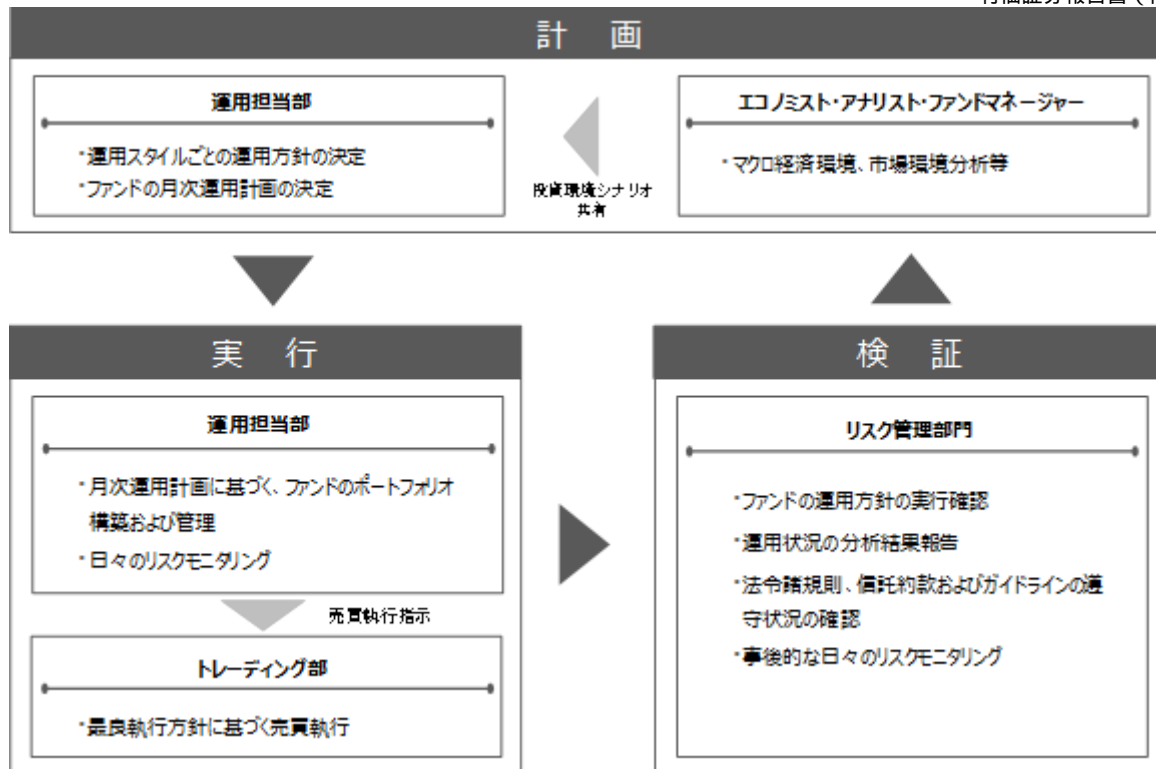 計 画
運用担当部
・運用スタイルごとの運用方針の決定
・ファンドの月次運用計画の決定
投資環境シナリオ
共有
エコノミスト・アナリスト・ファンドマネージャー
・マクロ経済環境、市場環境分析等
実 行
運用担当部
・月次運用計画に基づく、ファンドのポートフォリオ
構築および管理
・日々のリスクモニタリング
売買執行指示
トレーディング部
・最良執行方針に基づく売買執行
検 証
リスク管理部門
・ファンドの運用方針の実行確認
・運用状況の分析結果報告
・法令諸規則、信託約款およびガイドラインの遵
守状況の確認
・事後的な日々のリスクモニタリング